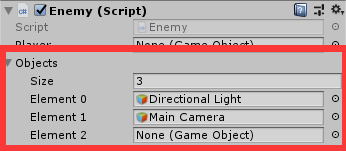 Enemy (Script)
Script Enemy
Player None (Game Object)
Objects
Size 3
Element 0 Directional Light
Element 1 Main Camera
Element 2 None (Game Object)